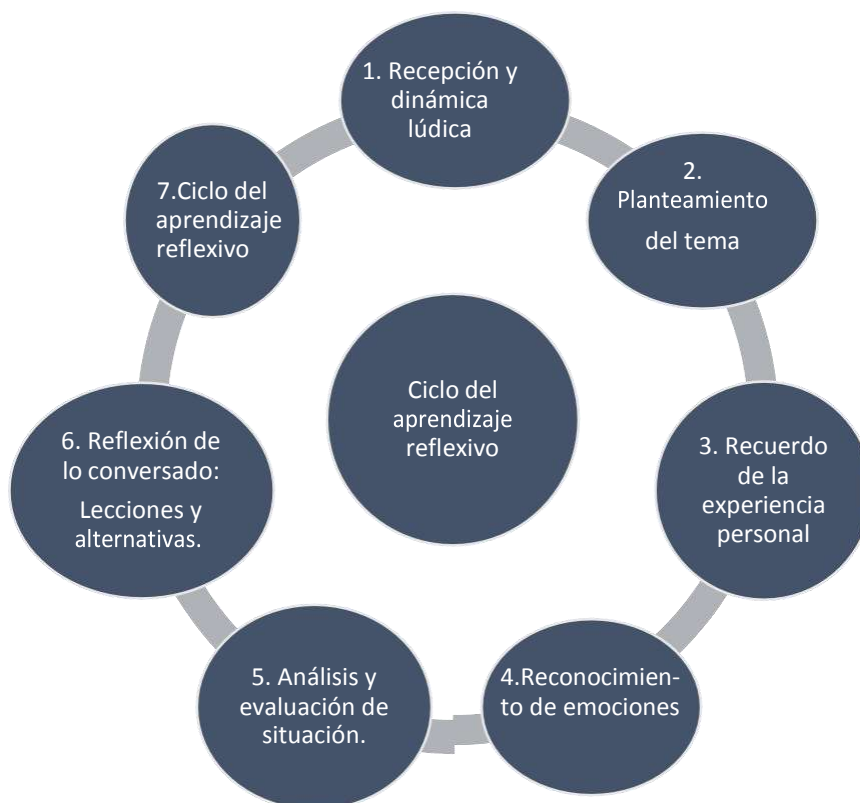 1. Recepción y
dinámica
lúdica
2.
Planteamiento
del tema
3. Recuerdo
de la
experiencia
personal
4.Reconocimien-
to de emociones
5. Análisis y
evaluación de
situación.
6. Reflexión de
lo conversado:
Lecciones y
alternativas.
7.Ciclo del
aprendizaje
reflexivo
Ciclo del
aprendizaje
reflexivo